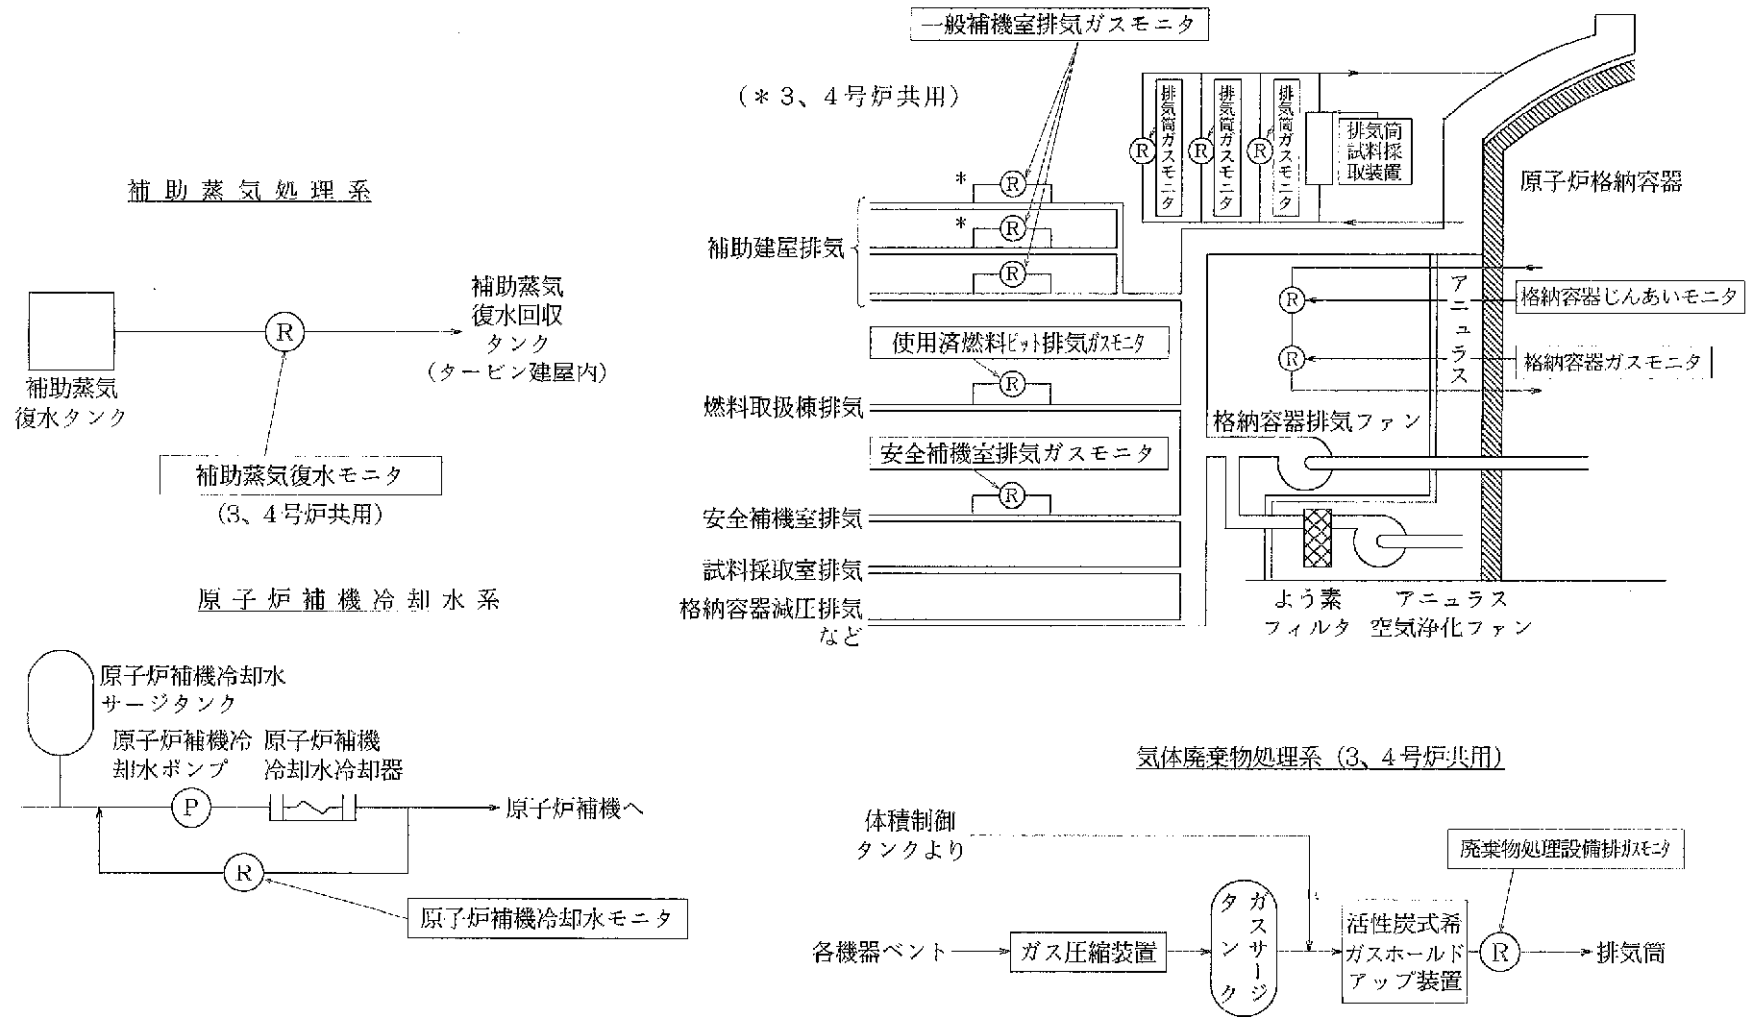 一般補機室排気ガスモニタ
(＊3、4号炉共用)
排気筒ガスモニタ
排気筒ガスモニタ
排気筒ガスモニタ
R
R
R
排気筒
試料採
取装置
原子炉格納容器
＊
R
＊
R
R
補助建屋排気
使用済燃料ピット排気ガスモニタ
R
燃料取扱棟排気
安全補機室排気ガスモニタ
R
安全補機室排気
試料採取室排気
格納容器減圧排気
など
アニュラス
R
格納容器じんあいモニタ
R
格納容器ガスモニタ
格納容器排気ファン
よう素
フィルタ
アニュラス
空気浄化ファン
補助蒸気処理系
補助蒸気
復水タンク
R
補助蒸気
復水回収
タンク
(タービン建屋内)
補助蒸気復水モニタ
(3、4号炉共用)
原子炉補機冷却水系
原子炉補機冷却水
サージタンク
原子炉補機冷
却水ポンプ
原子炉補機
冷却水冷却器
P
原子炉補機へ
R
原子炉補機冷却水モニタ
気体廃棄物処理系(3、4号炉共用)
体積制御
タンクより
廃棄物処理設備排ガスモニタ
各機器ベント
ガス圧縮装置
ガスサージ
タンク
活性炭式希
ガスホールド
アップ装置
R
排気筒